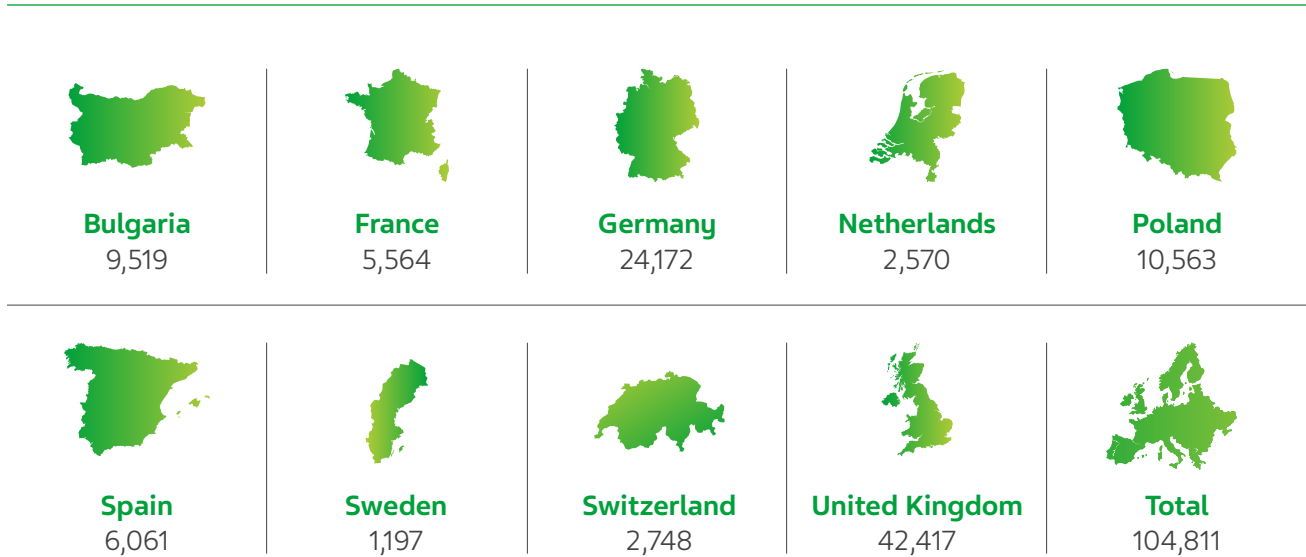 Bulgaria
9,519
France
5,564
Germany
24,172
Netherlands
2,570
Poland
10,563
Spain
6,061
Sweden
1,197
Switzerland
2,748
United Kingdom
42,417
Total
104,811